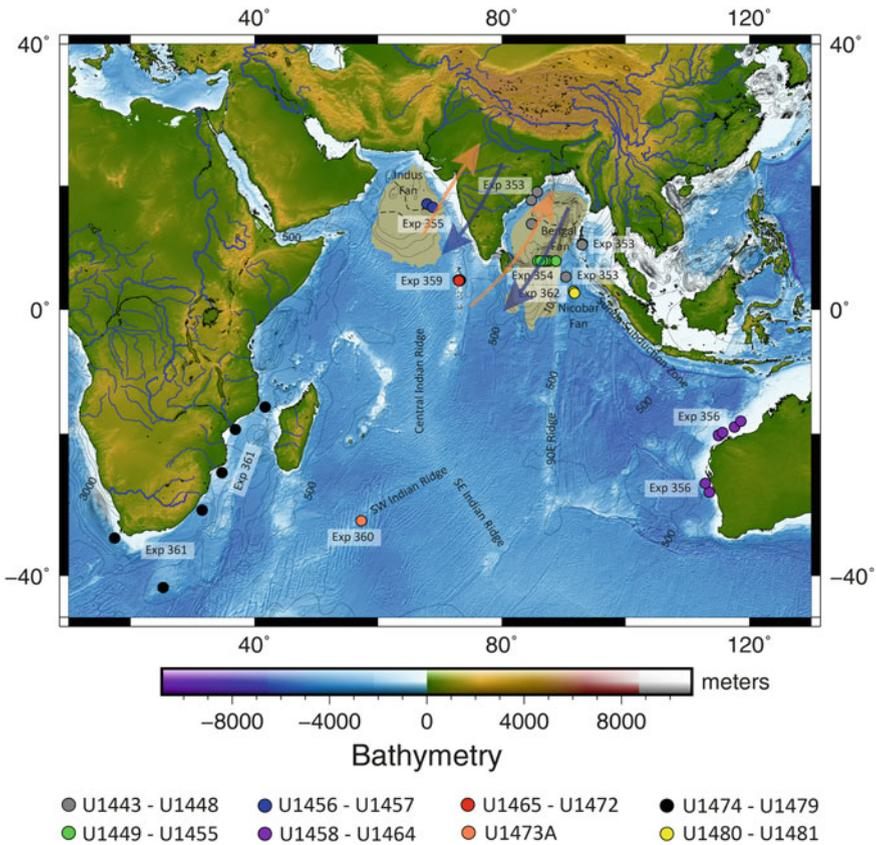 40°
80°
120°
40°
40°
Indus
Fan
Exp 353
Exp 355
Bengal
Fan
Exp 353
500
Exp 359
Exp 354
Exp 353
Exp 362
0°
0°
Nicobar
Fan
Sunda Subduction Zone
500
Central Indian Ridge
500
500
90E Ridge
Exp 356
Exp 361
3000
500
SW Indian Ridge
SE Indian Ridge
Exp 356
Exp 360
Exp 361
500
−40°
−40°
40°
80°
120°
meters
−8000
−4000
0
4000
8000
Bathymetry
U1443 - U1448
U1456 - U1457
U1465 - U1472
U1474 - U1479
U1449 - U1455
U1458 - U1464
U1473A
U1480 - U1481